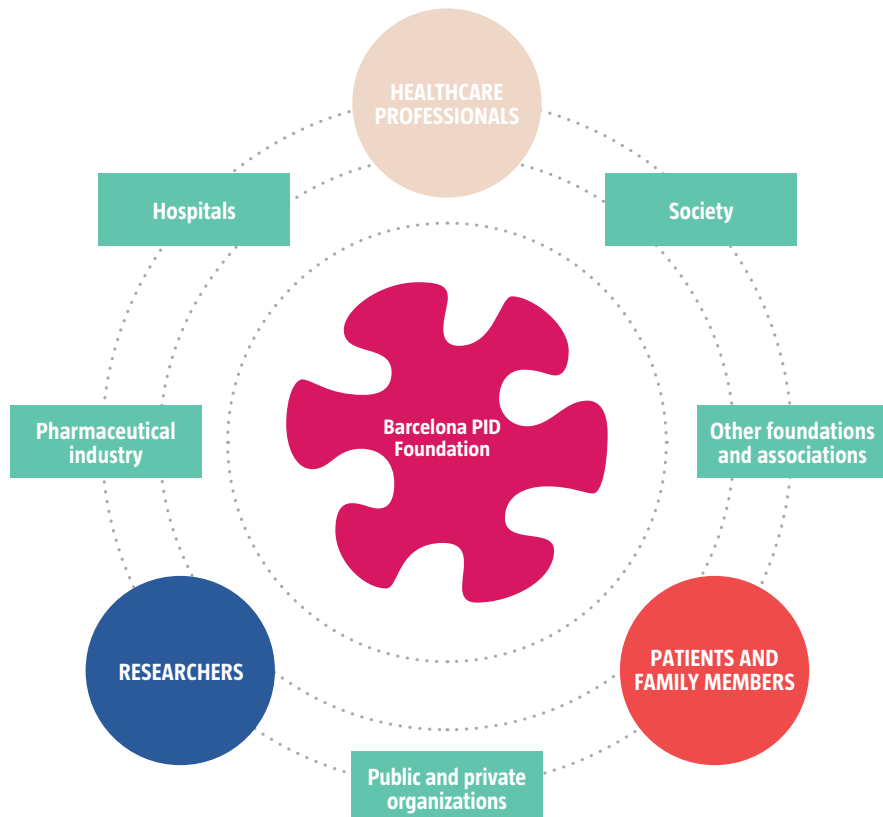 HEALTHCARE
PROFESSIONALS
Hospitals
Society
Barcelona PID
Foundation
Pharmaceutical
industry
Other foundations
and associations
RESEARCHERS
PATIENTS AND
FAMILY MEMBERS
Public and private
organizations